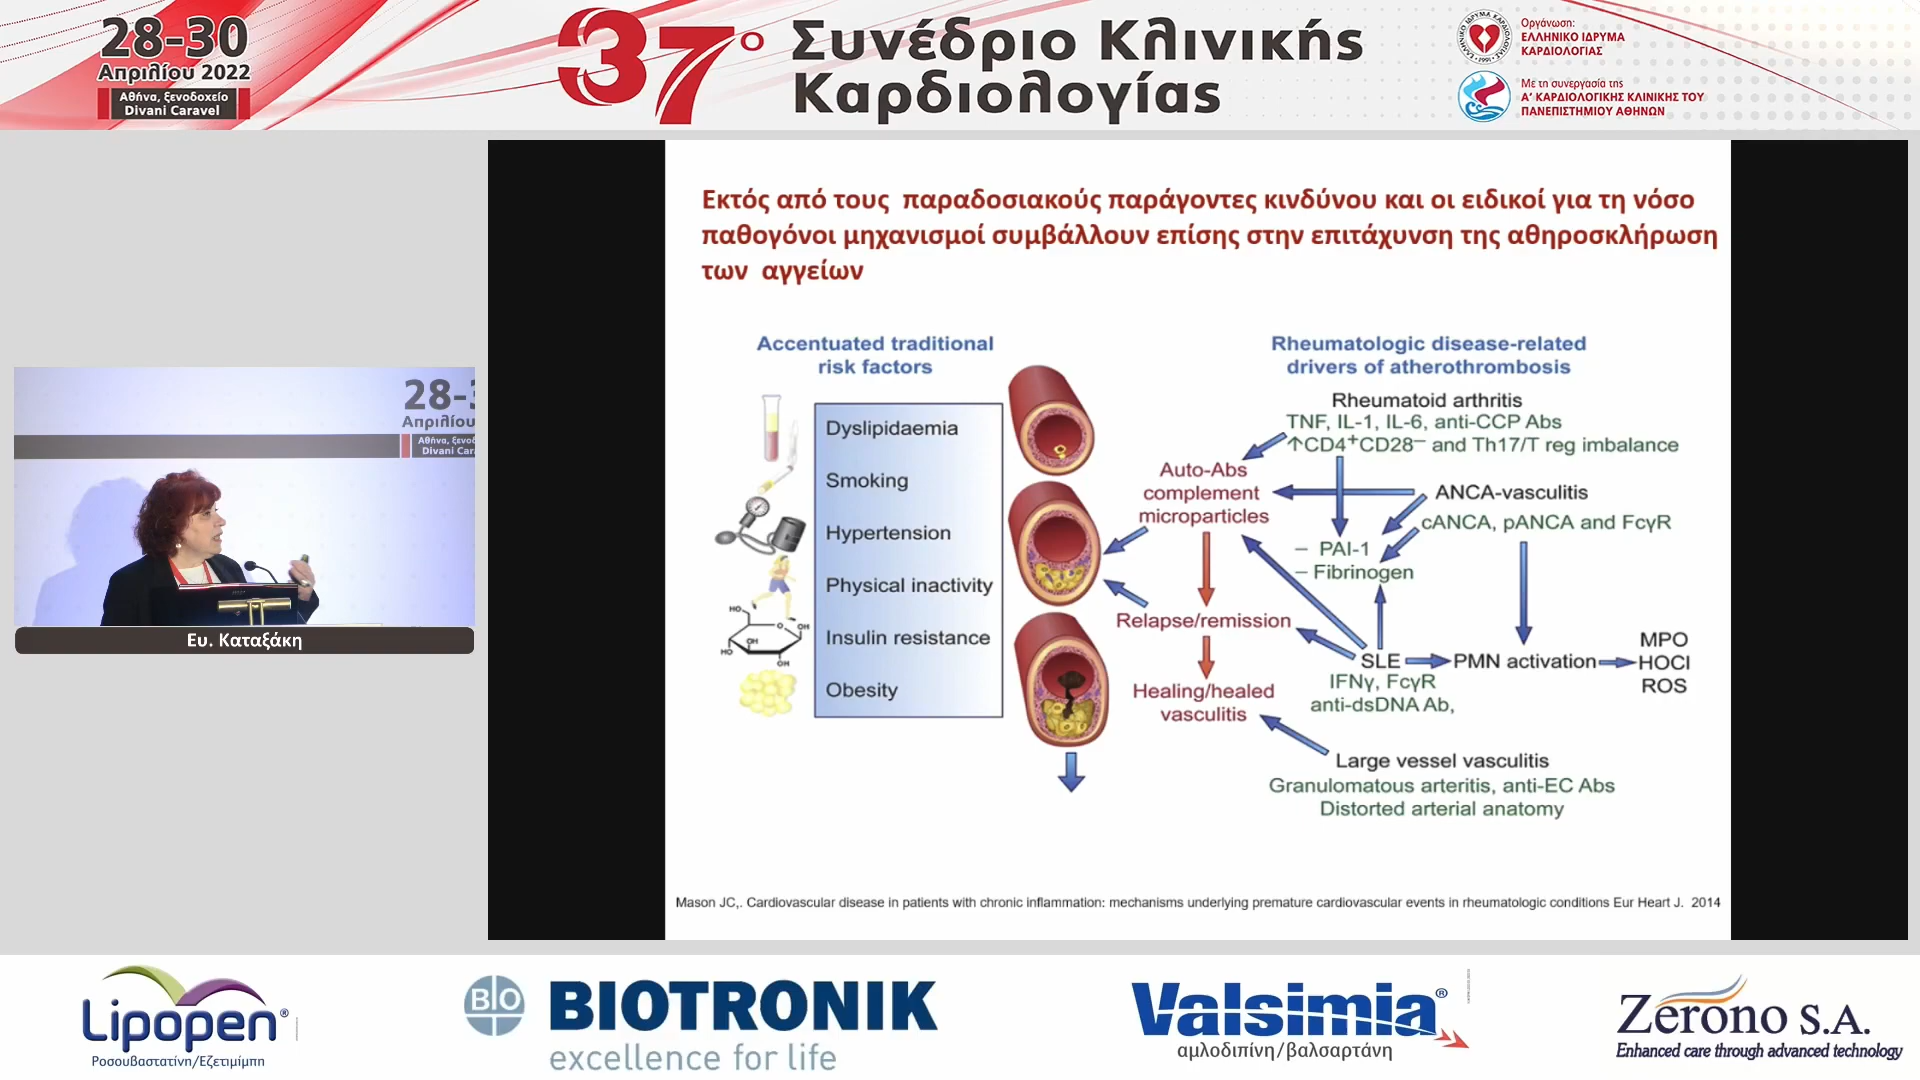 28-30
Απριλίου 2022
Αθήνα, ξενοδοχείο
Divani Caravel
37ο
Συνέδριο Κλινικής
Καρδιολογίας
Οργάνωση:
ΕΛΛΗΝΙΚΟ ΙΔΡΥΜΑ
ΚΑΡΔΙΟΛΟΓΙΑΣ
Με τη συνεργασία της
Α' ΚΑΡΔΙΟΛΟΓΙΚΗΣ ΚΛΙΝΙΚΗΣ ΤΟΥ
ΠΑΝΕΠΙΣΤΗΜΙΟΥ ΑΘΗΝΩΝ
28-3
Απριλίου
Αθήνα, ξενοδ
Divani Car
Ευ. Καταξάκη
Εκτός από τους παραδοσιακούς παράγοντες κινδύνου και οι ειδικοί για τη νόσο
παθογόνοι μηχανισμοί συμβάλλουν επίσης στην επιτάχυνση της αθηροσκλήρωση
των αγγείων
Accentuated traditional
risk factors
Dyslipidaemia
Smoking
Hypertension
Physical inactivity
Insulin resistance
Obesity
HO
O
OH
OH
HO
OH
Rheumatologic disease-related
drivers of atherothrombosis
Rheumatoid arthritis
TNF, IL-1, IL-6, anti-CCP Abs
↑CD4+CD28− and Th17/T reg imbalance
Auto-Abs
complement
microparticles
ANCA-vasculitis
cANCA, pANCA and FcγR
− PAI-1
− Fibrinogen
Relapse/remission
Healing/healed
vasculitis
SLE
IFNγ, FcγR
anti-dsDNA Ab,
PMN activation
MPO
HOCl
ROS
Large vessel vasculitis
Granulomatous arteritis, anti-EC Abs
Distorted arterial anatomy
Mason JC,. Cardiovascular disease in patients with chronic inflammation: mechanisms underlying premature cardiovascular events in rheumatologic conditions Eur Heart J. 2014
Lipopen®
Ροσουβαστατίνη/Εζετιμίμπη
BIO
BIOTRONIK
excellence for life
Valsimia®
αμλοδιπίνη/βαλσαρτάνη
Zerono S.A.
Enhanced care through advanced technology